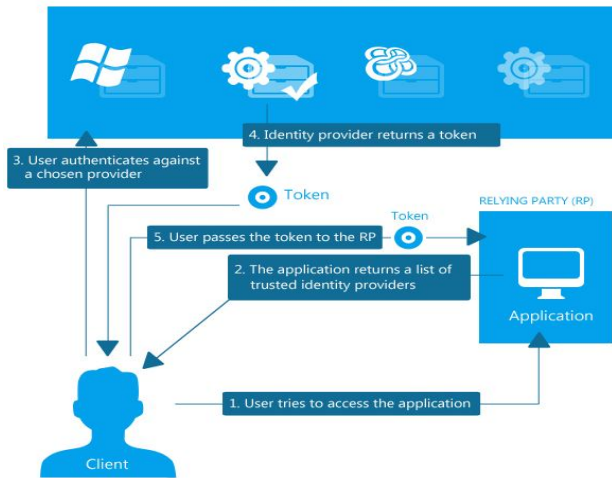 4. Identity provider returns a token
3. User authenticates against
a chosen provider
Token
Token
RELYING PARTY (RP)
5. User passes the token to the RP
2. The application returns a list of
trusted identity providers
Application
1. User tries to access the application
Client